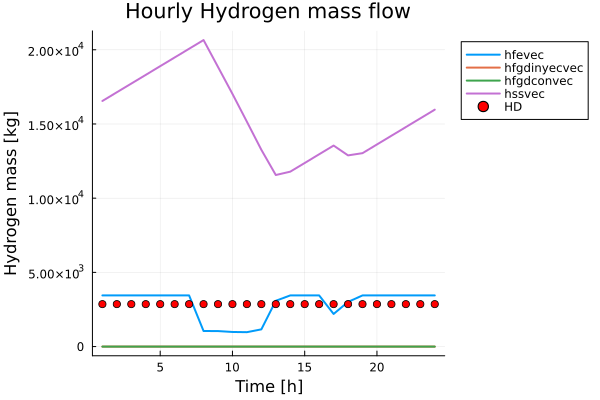 Hourly Hydrogen mass flow
Hydrogen mass [kg]
2.00×10⁴
1.50×10⁴
1.00×10⁴
5.00×10³
0
5 10 15 20
Time [h]
hfevec
hfgdinyecvec
hfgdconvec
hssvec
HD